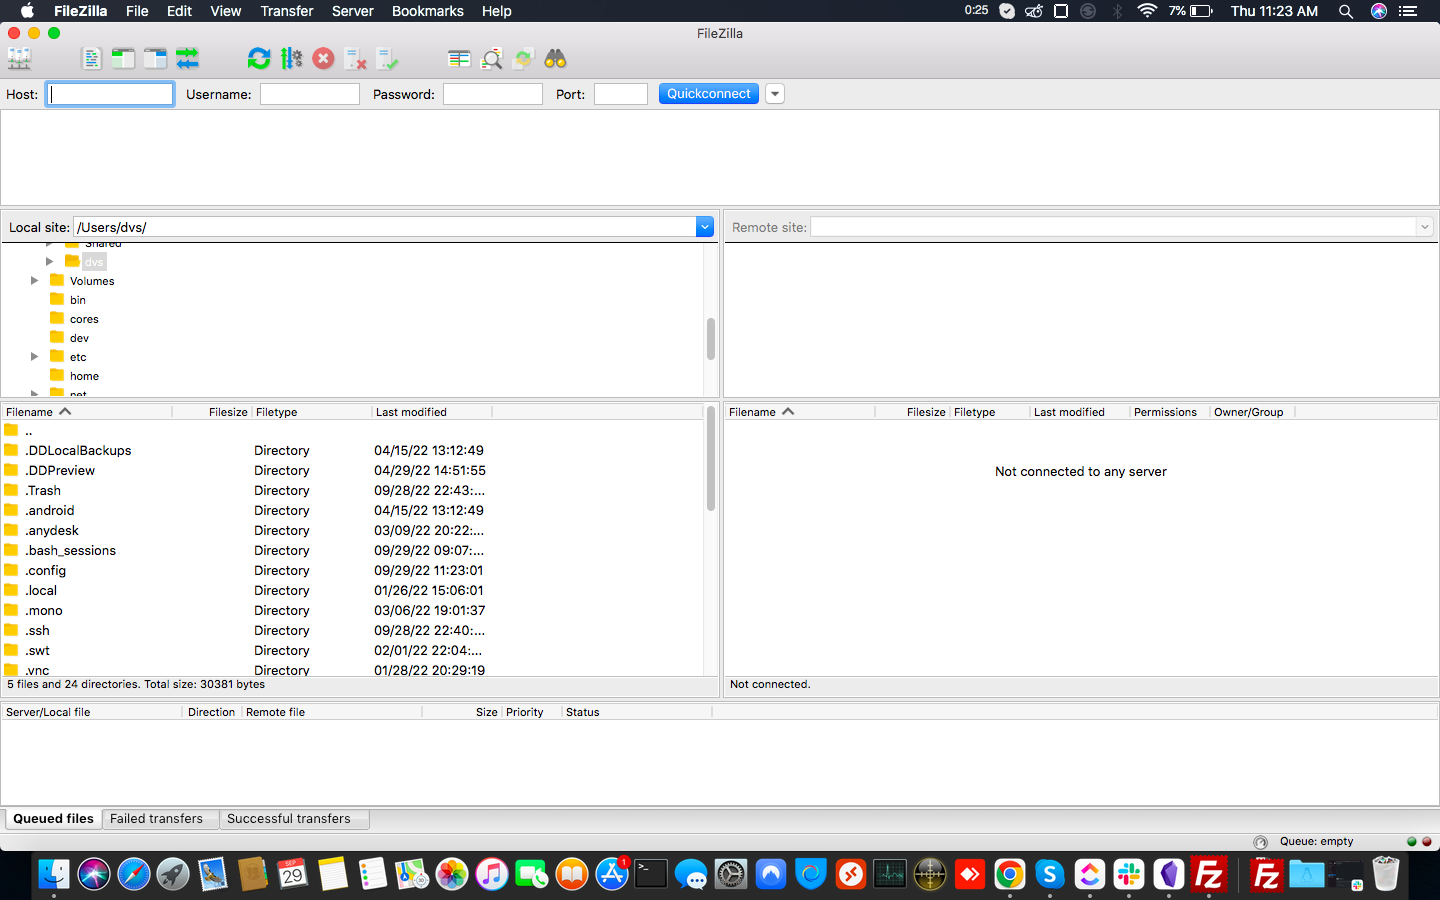 FileZilla File Edit View Transfer Server Bookmarks Help 0:25 7% Thu 11:23 AM
FileZilla
Host: Username: Password: Port: Quickconnect
Local site: /Users/dvs/ Remote site:
Shared
dvs
Volumes
bin
cores
dev
etc
home
net
Filename Filesize Filetype Last modified Filename Filesize Filetype Last modified Permissions Owner/Group
..
.DDLocalBackups Directory 04/15/22 13:12:49
.DDPreview Directory 04/29/22 14:51:55
Not connected to any server
.Trash Directory 09/28/22 22:43:...
.android Directory 04/15/22 13:12:49
.anydesk Directory 03/09/22 20:22:...
.bash_sessions Directory 09/29/22 09:07:...
.config Directory 09/29/22 11:23:01
.local Directory 01/26/22 15:06:01
.mono Directory 03/06/22 19:01:37
.ssh Directory 09/28/22 22:40:...
.swt Directory 02/01/22 22:04:...
.vnc Directory 01/28/22 20:29:19
5 files and 24 directories. Total size: 30381 bytes Not connected.
Server/Local file Direction Remote file Size Priority Status
Queued files Failed transfers Successful transfers
Queue: empty
SEP
29
1